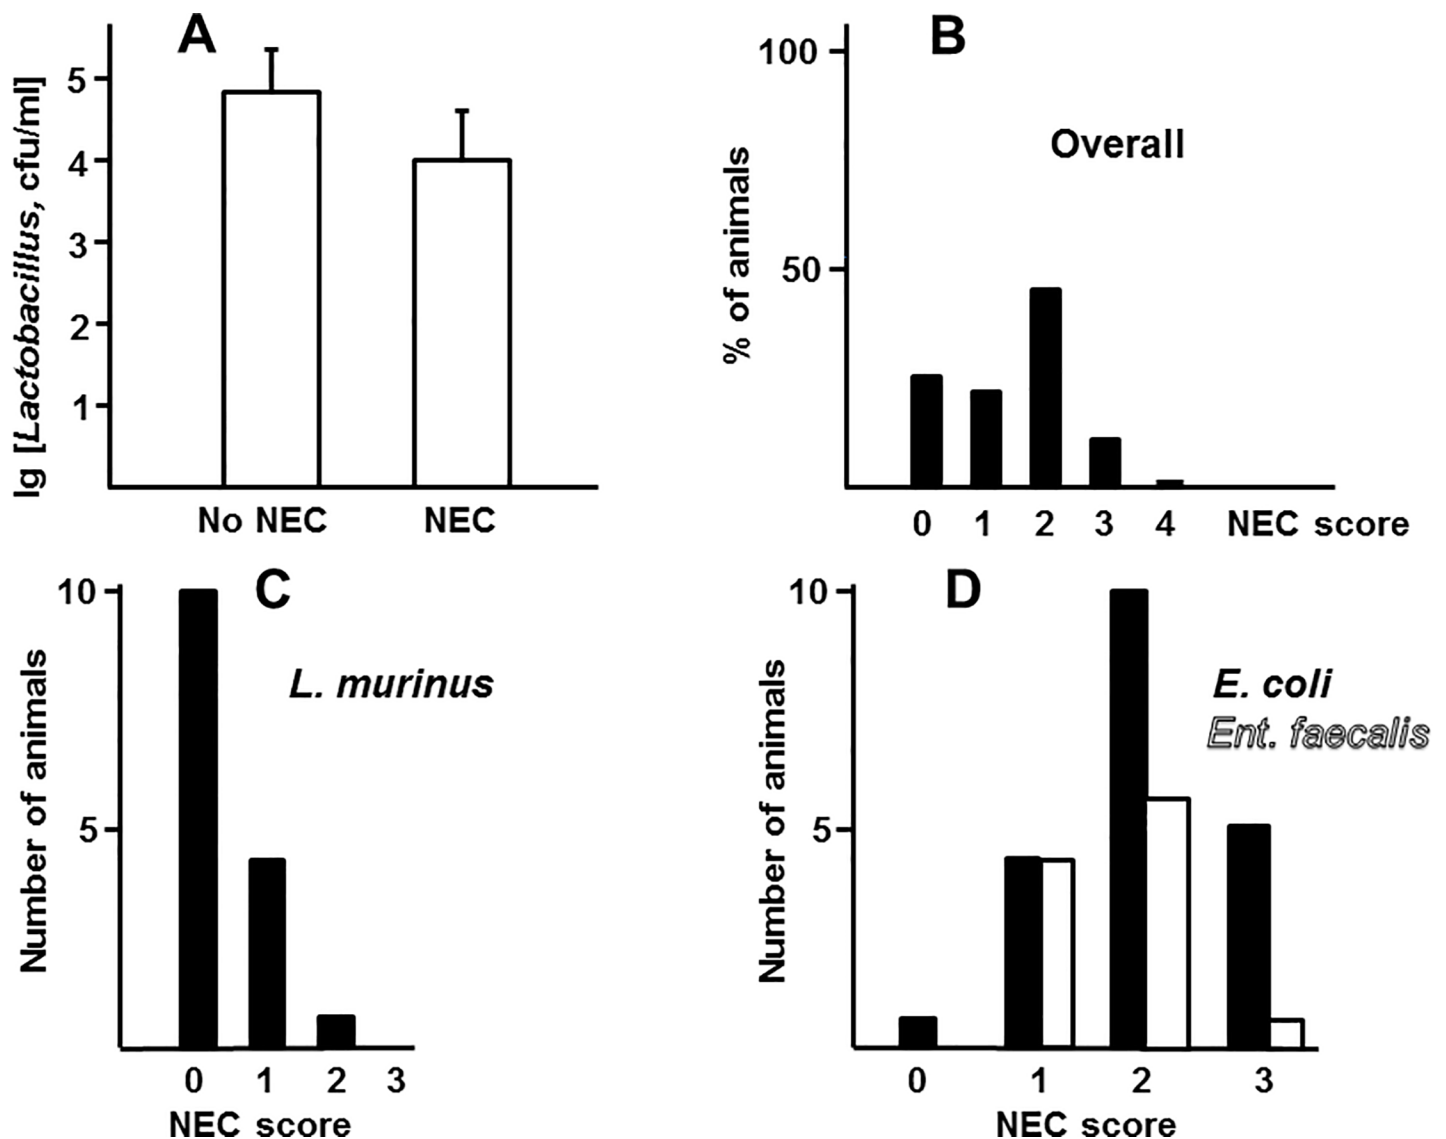 A
lg [Lactobacillus, cfu/ml]
5
4
3
2
1
No NEC NEC
B
% of animals
100
50
Overall
0 1 2 3 4 NEC score
C
Number of animals
10
5
L. murinus
0 1 2 3
NEC score
D
Number of animals
10
5
E. coli
Ent. faecalis
0 1 2 3
NEC score